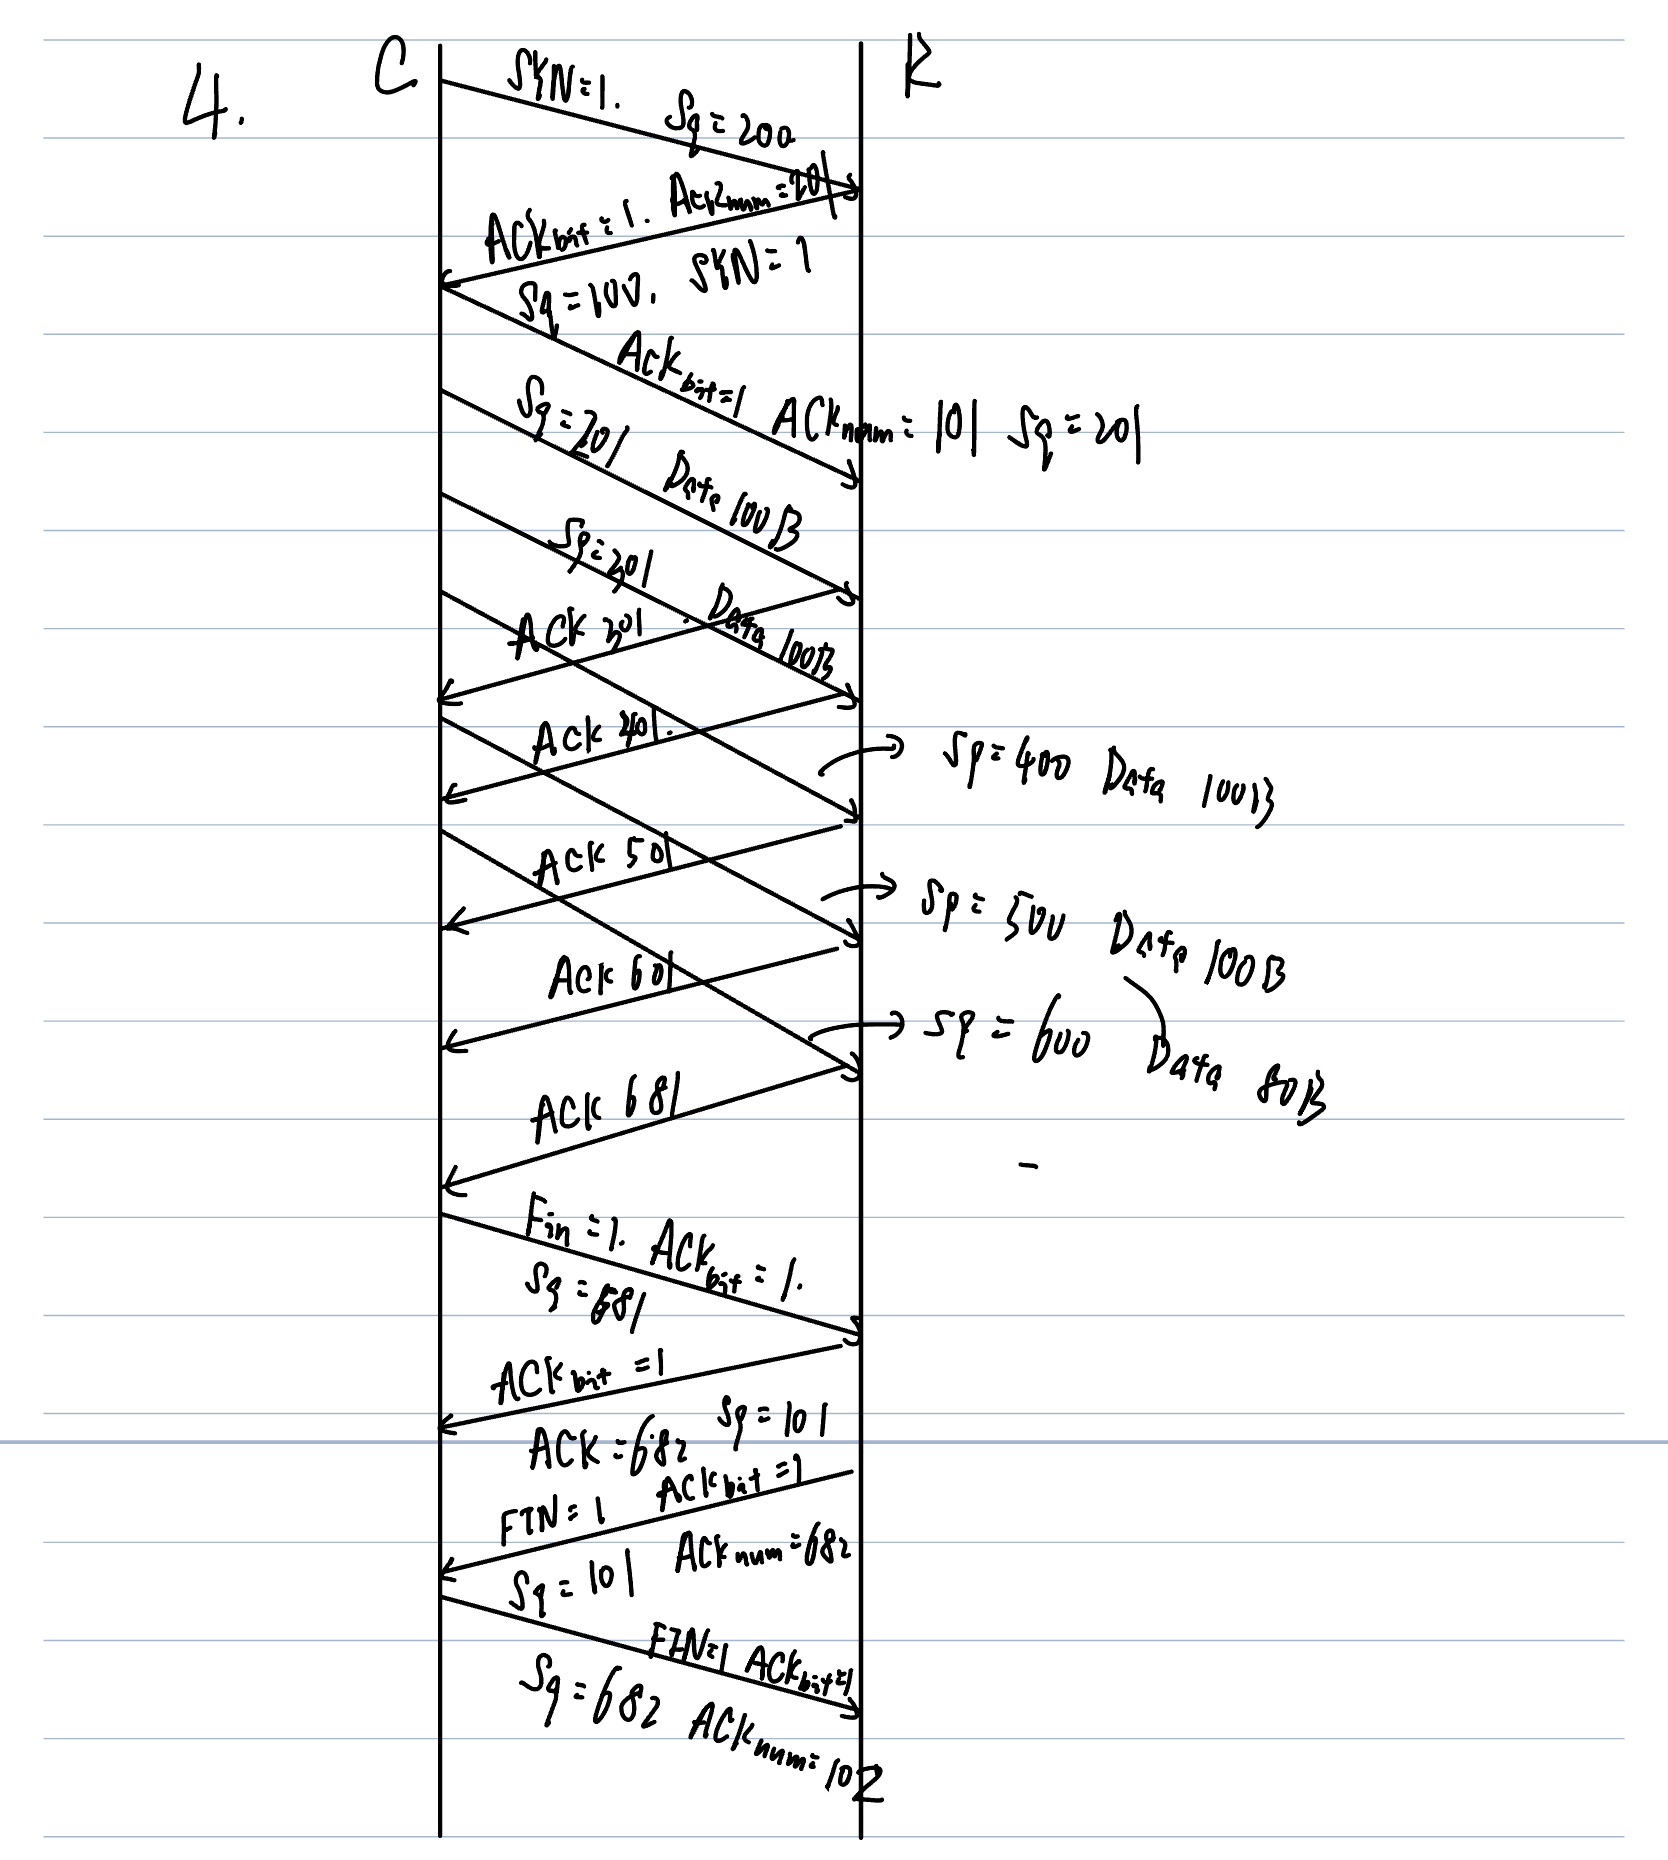 4.
C
R
SYN=1. Sq=200
ACKbit=1. Acknum=201
Sq=100. SYN=1
Ackbit=1 ACKnum=101 Sq=201
Sq=201 Data 100B
Sq=301 Data 100B
ACK 301
Ack 401.
Sq=400 Data 100B
ACK 501
Sq=500 Data 100B
ACK 601
Sq=600 Data 80B
ACK 681
Fin=1. ACKbit=1.
Sq=681
ACKbit=1
ACK=682 Sq=101
FIN=1 ACKbit=1
Sq=101 ACKnum=682
FIN=1 ACKbit=1
Sq=682 ACKnum=102